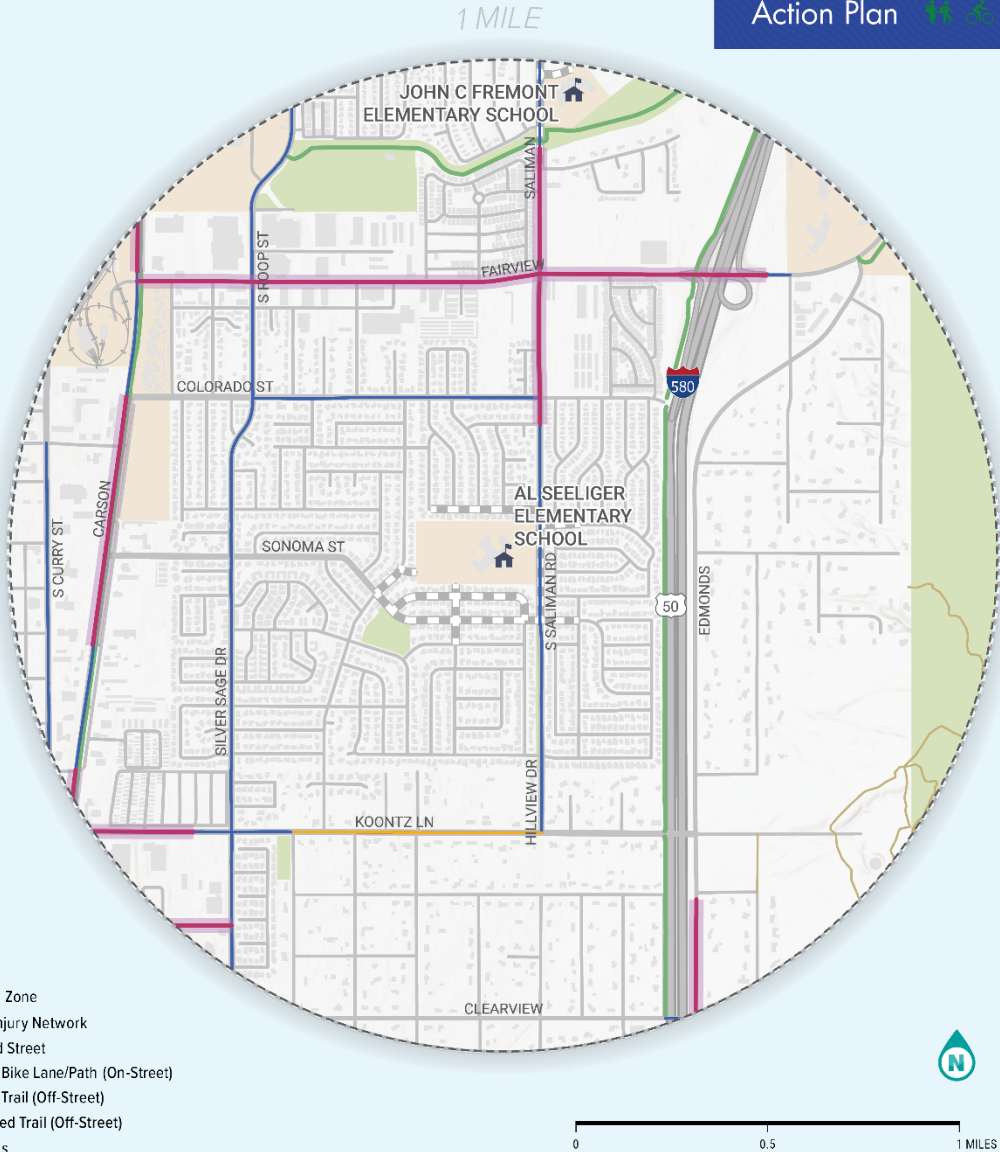 1 MILE
Action Plan
JOHN C FREMONT
ELEMENTARY SCHOOL
SALIMAN
S ROOP ST
FAIRVIEW
COLORADO ST
580
CARSON
AL SEELIGER
ELEMENTARY
SCHOOL
S CURRY ST
SONOMA ST
S SALIMAN RD
50
EDMONDS
SILVER SAGE DR
HILLVIEW DR
KOONTZ LN
CLEARVIEW
Zone
njury Network
d Street
Bike Lane/Path (On-Street)
Trail (Off-Street)
ed Trail (Off-Street)
s
N
0
0.5
1 MILES